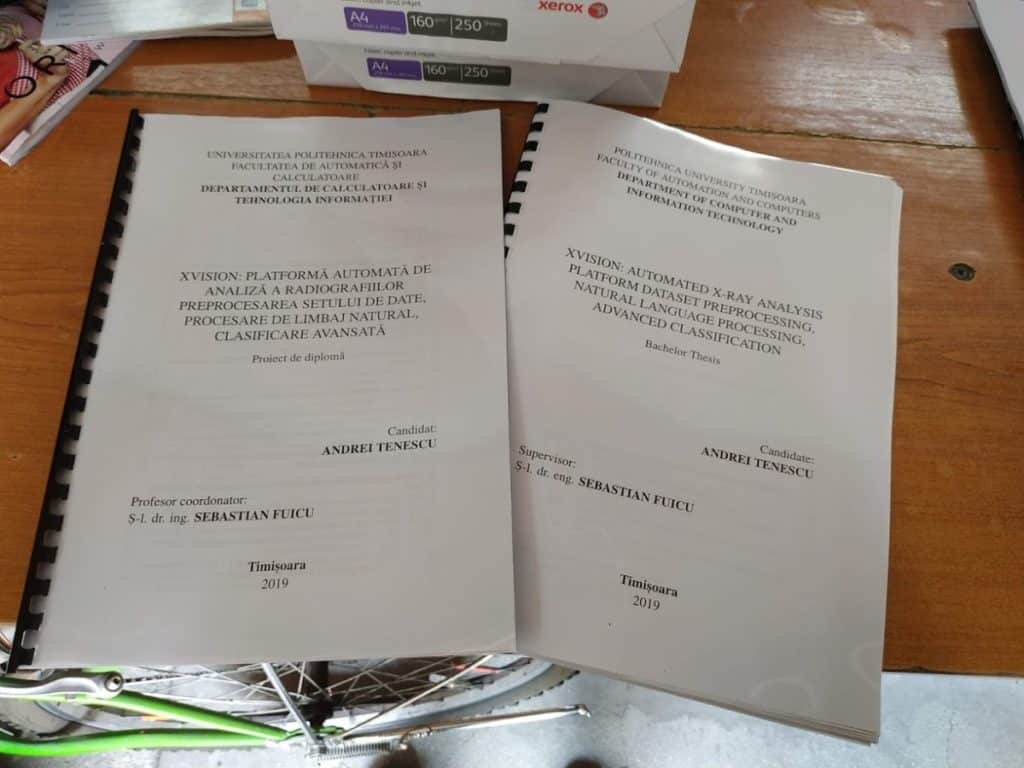 xerox
A4
160
250
A4
160
250
UNIVERSITATEA POLITEHNICA TIMISOARA
FACULTATEA DE AUTOMATICĂ ȘI
CALCULATOARE
DEPARTAMENTUL DE CALCULATOARE ȘI
TEHNOLOGIA INFORMAȚIEI
XVISION: PLATFORMĂ AUTOMATĂ DE
ANALIZĂ A RADIOGRAFIILOR
PREPROCESAREA SETULUI DE DATE,
PROCESARE DE LIMBAJ NATURAL,
CLASIFICARE AVANSATĂ
Proiect de diplomă
Candidat:
ANDREI TENESCU
Profesor coordonator:
Ș-l. dr. ing. SEBASTIAN FUICU
Timișoara
2019
POLITEHNICA UNIVERSITY TIMIȘOARA
FACULTY OF AUTOMATION AND COMPUTERS
DEPARTMENT OF COMPUTER AND
INFORMATION TECHNOLOGY
XVISION: AUTOMATED X-RAY ANALYSIS
PLATFORM DATASET PREPROCESSING,
NATURAL LANGUAGE PROCESSING,
ADVANCED CLASSIFICATION
Bachelor Thesis
Candidate:
ANDREI TENESCU
Supervisor:
Ș-l. dr. eng. SEBASTIAN FUICU
Timișoara
2019